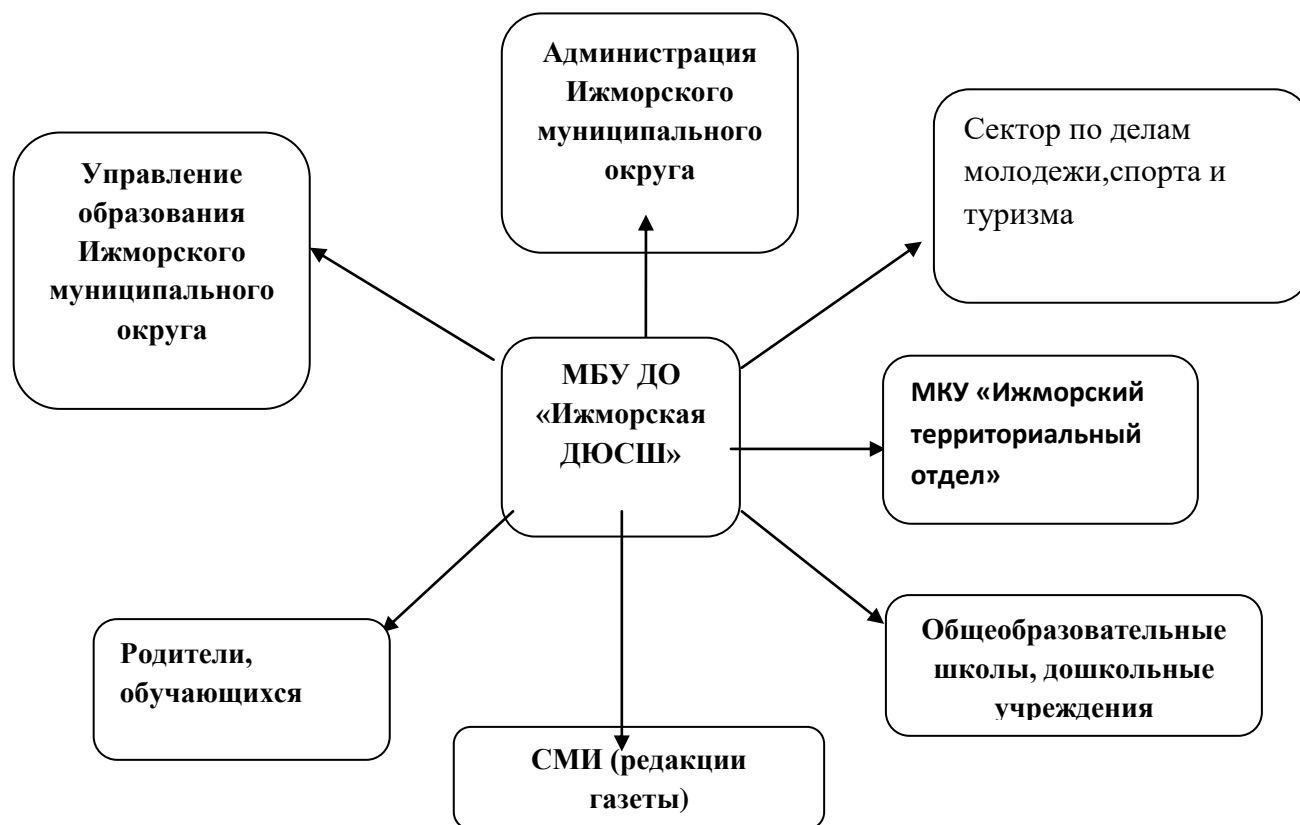 Администрация
Ижморского
муниципального
округа
Сектор по делам
молодежи,спорта и
туризма
Управление
образования
Ижморского
муниципального
округа
МБУ ДО
«Ижморская
ДЮСШ»
МКУ «Ижморский
территориальный
отдел»
Родители,
обучающихся
Общеобразовательные
школы, дошкольные
учреждения
СМИ (редакции
газеты)